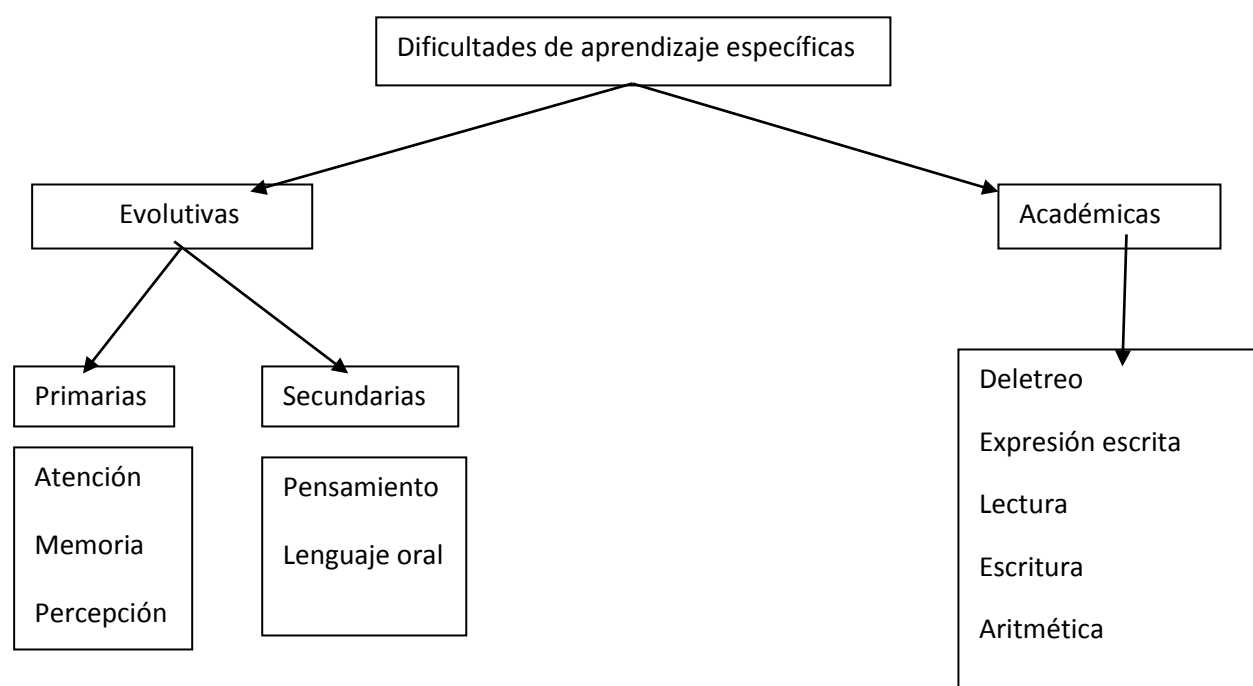 Dificultades de aprendizaje específicas
Evolutivas
Académicas
Primarias
Secundarias
Atención
Memoria
Percepción
Pensamiento
Lenguaje oral
Deletreo
Expresión escrita
Lectura
Escritura
Aritmética